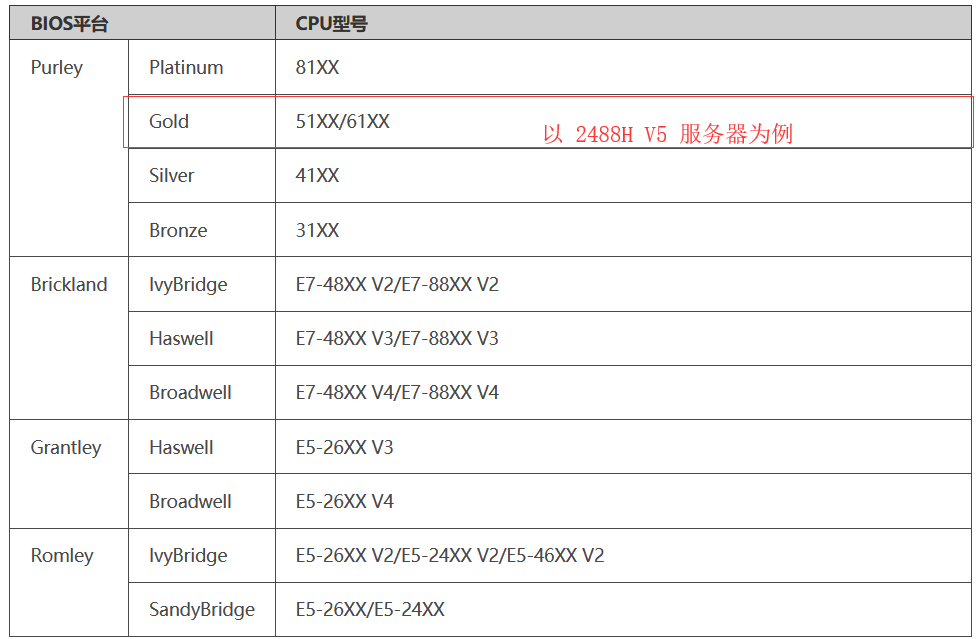 BIOS平台 CPU型号
Purley Platinum 81XX
Gold 51XX/61XX 以 2488H V5 服务器为例
Silver 41XX
Bronze 31XX
Brickland IvyBridge E7-48XX V2/E7-88XX V2
Haswell E7-48XX V3/E7-88XX V3
Broadwell E7-48XX V4/E7-88XX V4
Grantley Haswell E5-26XX V3
Broadwell E5-26XX V4
Romley IvyBridge E5-26XX V2/E5-24XX V2/E5-46XX V2
SandyBridge E5-26XX/E5-24XX